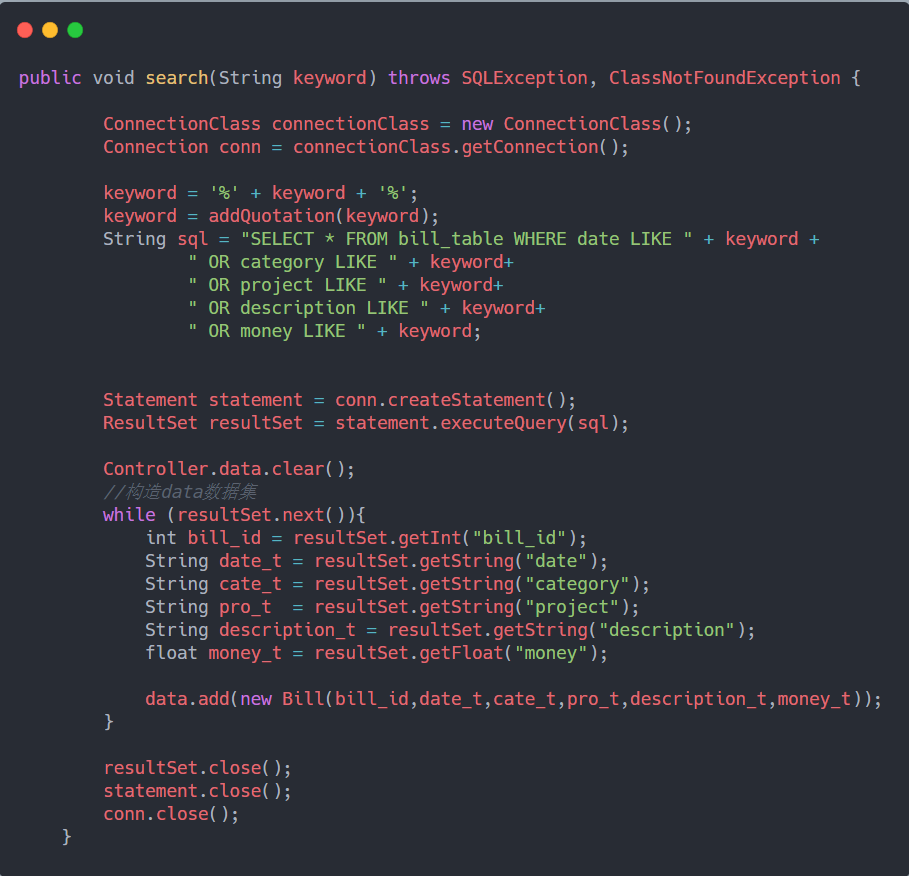 public void search(String keyword) throws SQLException, ClassNotFoundException {
ConnectionClass connectionClass = new ConnectionClass();
Connection conn = connectionClass.getConnection();
keyword = '%' + keyword + '%';
keyword = addQuotation(keyword);
String sql = "SELECT * FROM bill_table WHERE date LIKE " + keyword +
" OR category LIKE " + keyword+
" OR project LIKE " + keyword+
" OR description LIKE " + keyword+
" OR money LIKE " + keyword;
Statement statement = conn.createStatement();
ResultSet resultSet = statement.executeQuery(sql);
Controller.data.clear();
//构造data数据集
while (resultSet.next()){
int bill_id = resultSet.getInt("bill_id");
String date_t = resultSet.getString("date");
String cate_t = resultSet.getString("category");
String pro_t  = resultSet.getString("project");
String description_t = resultSet.getString("description");
float money_t = resultSet.getFloat("money");
data.add(new Bill(bill_id,date_t,cate_t,pro_t,description_t,money_t));
}
resultSet.close();
statement.close();
conn.close();
}